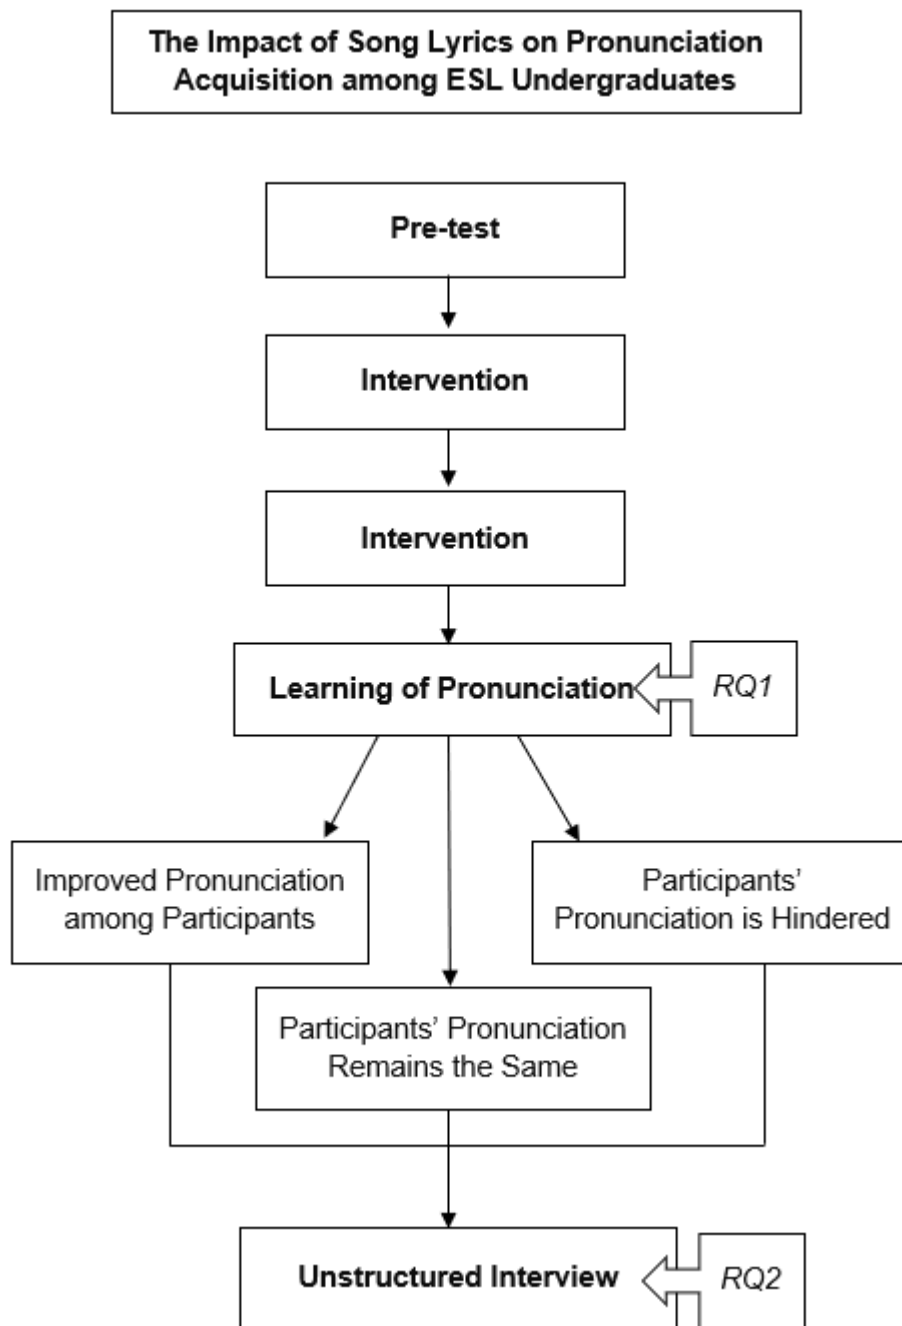 The Impact of Song Lyrics on Pronunciation
Acquisition among ESL Undergraduates
Pre-test
Intervention
Intervention
Learning of Pronunciation
RQ1
Improved Pronunciation
among Participants
Participants’
Pronunciation is Hindered
Participants’ Pronunciation
Remains the Same
Unstructured Interview
RQ2